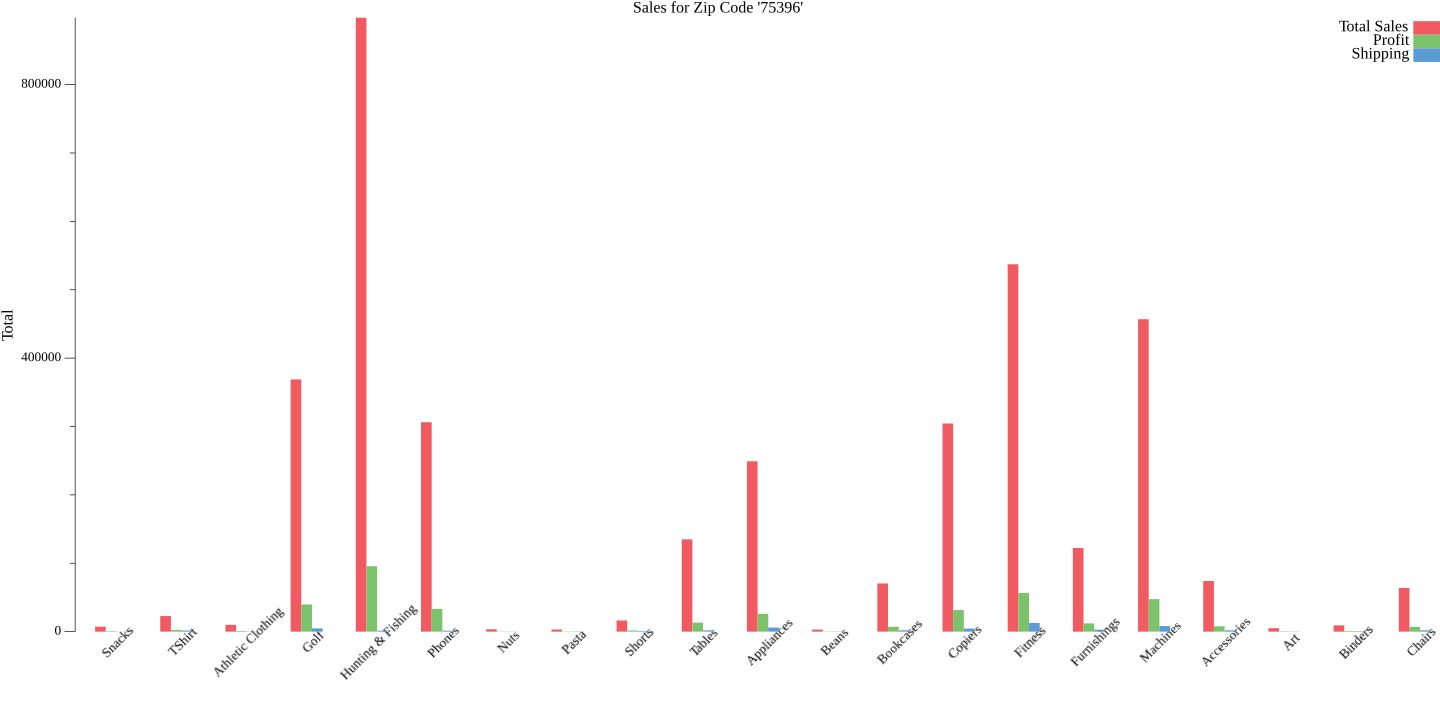 Sales for Zip Code '75396'
Total Sales
Profit
Shipping
800000
400000
0
Total
Snacks
TShirt
Athletic Clothing
Golf
Hunting & Fishing
Phones
Nuts
Pasta
Shorts
Tables
Appliances
Beans
Bookcases
Copiers
Fitness
Furnishings
Machines
Accessories
Art
Binders
Chairs